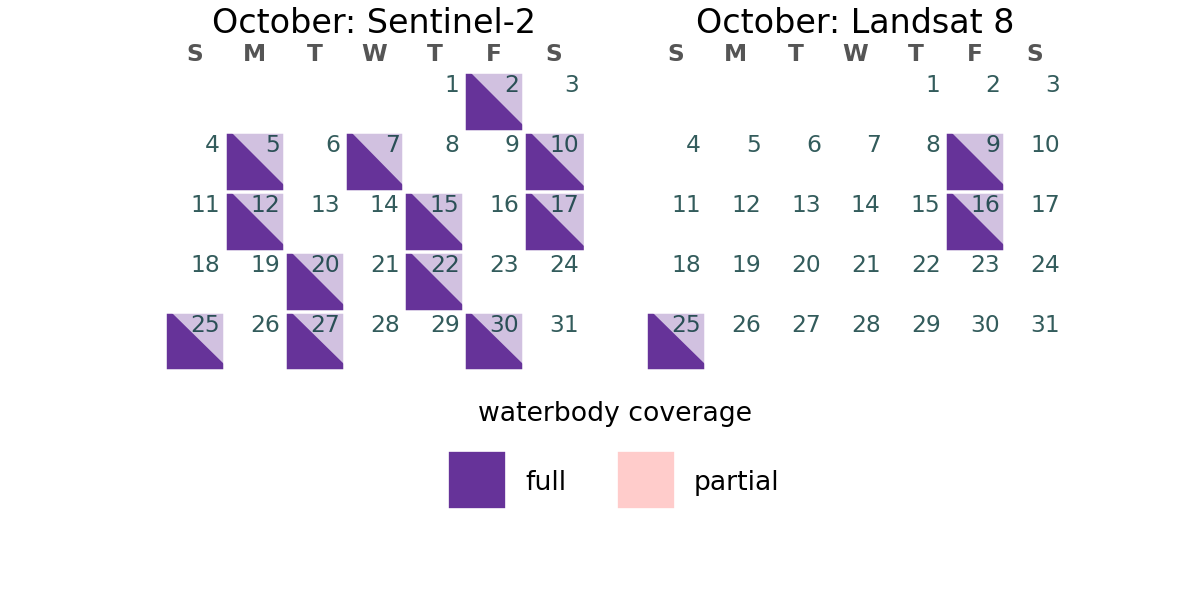 October: Sentinel-2
S M T W T F S
1 2 3
4 5 6 7 8 9 10
11 12 13 14 15 16 17
18 19 20 21 22 23 24
25 26 27 28 29 30 31
October: Landsat 8
S M T W T F S
1 2 3
4 5 6 7 8 9 10
11 12 13 14 15 16 17
18 19 20 21 22 23 24
25 26 27 28 29 30 31
waterbody coverage
full partial